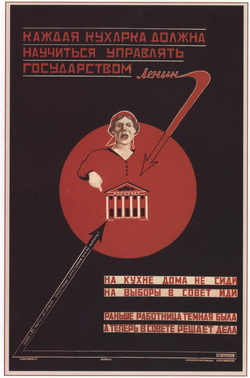 КАЖДАЯ КУХАРКА ДОЛЖНА
НАУЧИТЬСЯ УПРАВЛЯТЬ
ГОСУДАРСТВОМ Ленин
НА КУХНЕ ДОМА НЕ СИДИ
НА ВЫБОРЫ В СОВЕТ ИДИ
РАНЬШЕ РАБОТНИЦА ТЕМНАЯ БЫЛА
А ТЕПЕРЬ В СОВЕТЕ РЕШАЕТ ДЕЛА